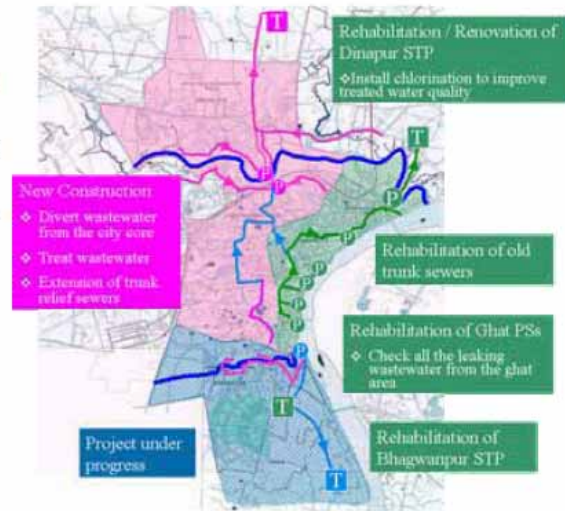 T
Rehabilitation / Renovation of
Dinapur STP
❖Install chlorination to improve
treated water quality
T
P
P
P
New Construction
❖ Divert wastewater
from the city core
❖ Treat wastewater
❖ Extension of trunk
relief sewers
P
P
P
P
P
Rehabilitation of old
trunk sewers
Rehabilitation of Ghat PSs
❖ Check all the leaking
wastewater from the ghat
area
P
T
Project under
progress
Rehabilitation of
Bhagwanpur STP
T